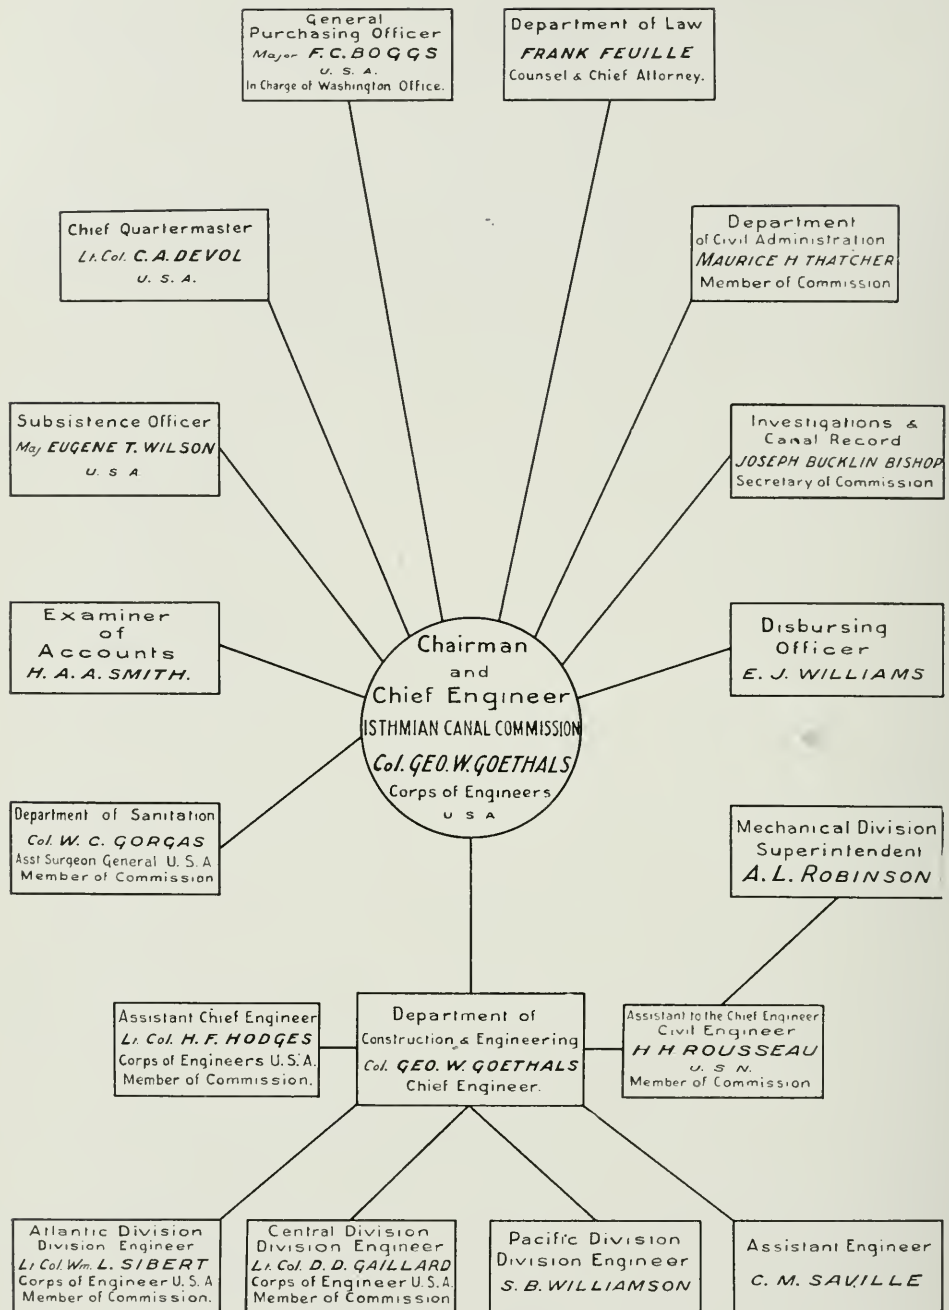 General
Purchasing Officer
Major F. C. BOGGS
U. S. A.
In Charge of Washington Office.
Department of Law
FRANK FEUILLE
Counsel & Chief Attorney.
Chief Quartermaster
Lt. Col. C. A. DEVOL
U. S. A.
Department
of Civil Administration
MAURICE H THATCHER
Member of Commission
Subsistence Officer
Maj EUGENE T. WILSON
U. S A
Investigations &
Canal Record
JOSEPH BUCKLIN BISHOP
Secretary of Commission
Examiner
of
Accounts
H. A. A. SMITH.
Chairman
and
Chief Engineer
ISTHMIAN CANAL COMMISSION
Col. GEO. W. GOETHALS
Corps of Engineers
U S A
Disbursing
Officer
E. J. WILLIAMS
Department of Sanitation
Col. W. C. GORGAS
Asst Surgeon General U. S. A
Member of Commission
Mechanical Division
Superintendent
A. L. ROBINSON
Assistant Chief Engineer
Lt. Col. H. F. HODGES
Corps of Engineers U. S. A.
Member of Commission.
Department of
Construction & Engineering
Col. GEO. W. GOETHALS
Chief Engineer.
Assistant to the Chief Engineer
Civil Engineer
H H ROUSSEAU
U. S N.
Member of Commission
Atlantic Division
Division Engineer
Lt Col. Wm. L. SIBERT
Corps of Engineer U. S. A
Member of Commission.
Central Division
Division Engineer
Lt. Col. D. D. GAILLARD
Corps of Engineer U. S. A.
Member of Commission
Pacific Division
Division Engineer
S. B. WILLIAMSON
Assistant Engineer
C. M. SAVILLE